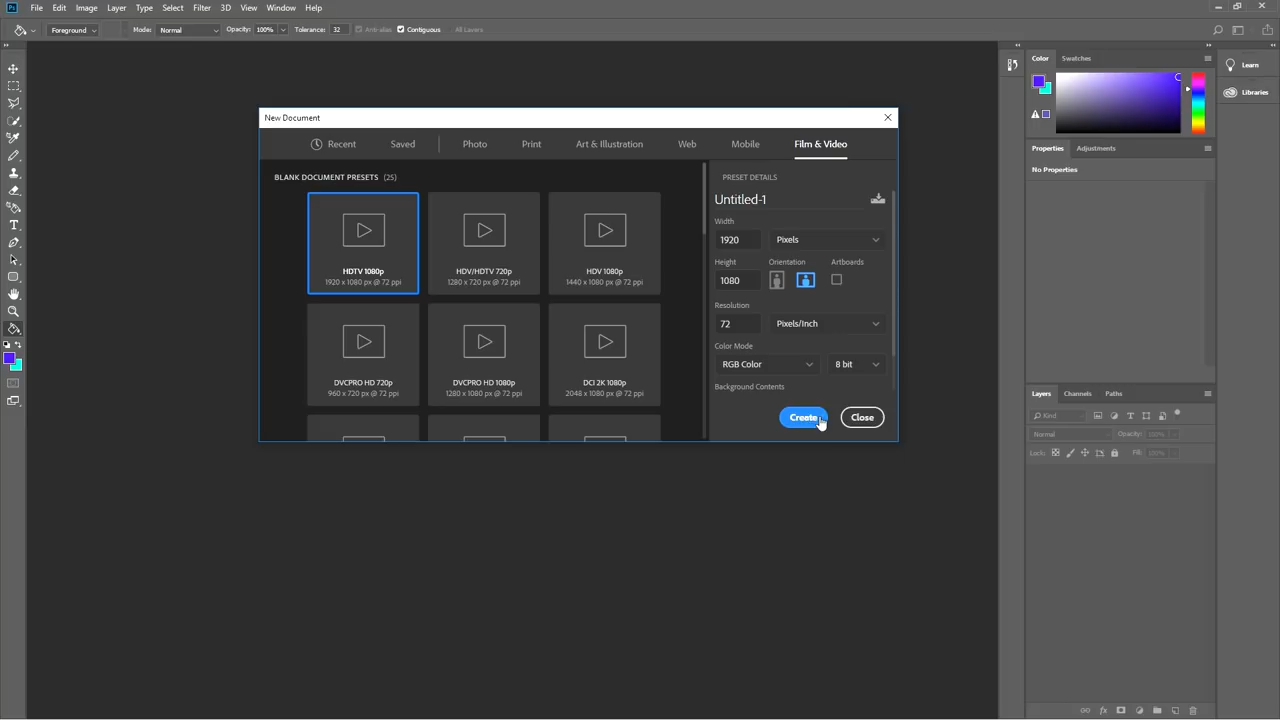 Ps File Edit Image Layer Type Select Filter 3D View Window Help
Foreground Mode: Normal Opacity: 100% Tolerance: 32 Anti-alias Contiguous All Layers
Color Swatches
Learn
Libraries
New Document
Recent Saved Photo Print Art & Illustration Web Mobile Film & Video
BLANK DOCUMENT PRESETS (25)
HDTV 1080p
1920 x 1080 px @ 72 ppi
HDV/HDTV 720p
1280 x 720 px @ 72 ppi
HDV 1080p
1440 x 1080 px @ 72 ppi
DVCPRO HD 720p
960 x 720 px @ 72 ppi
DVCPRO HD 1080p
1280 x 1080 px @ 72 ppi
DCI 2K 1080p
2048 x 1080 px @ 72 ppi
PRESET DETAILS
Untitled-1
Width
1920 Pixels
Height Orientation Artboards
1080
Resolution
72 Pixels/Inch
Color Mode
RGB Color 8 bit
Background Contents
Create Close
Properties Adjustments
No Properties
Layers Channels Paths
Kind
Normal Opacity: 100%
Lock: Fill: 100%